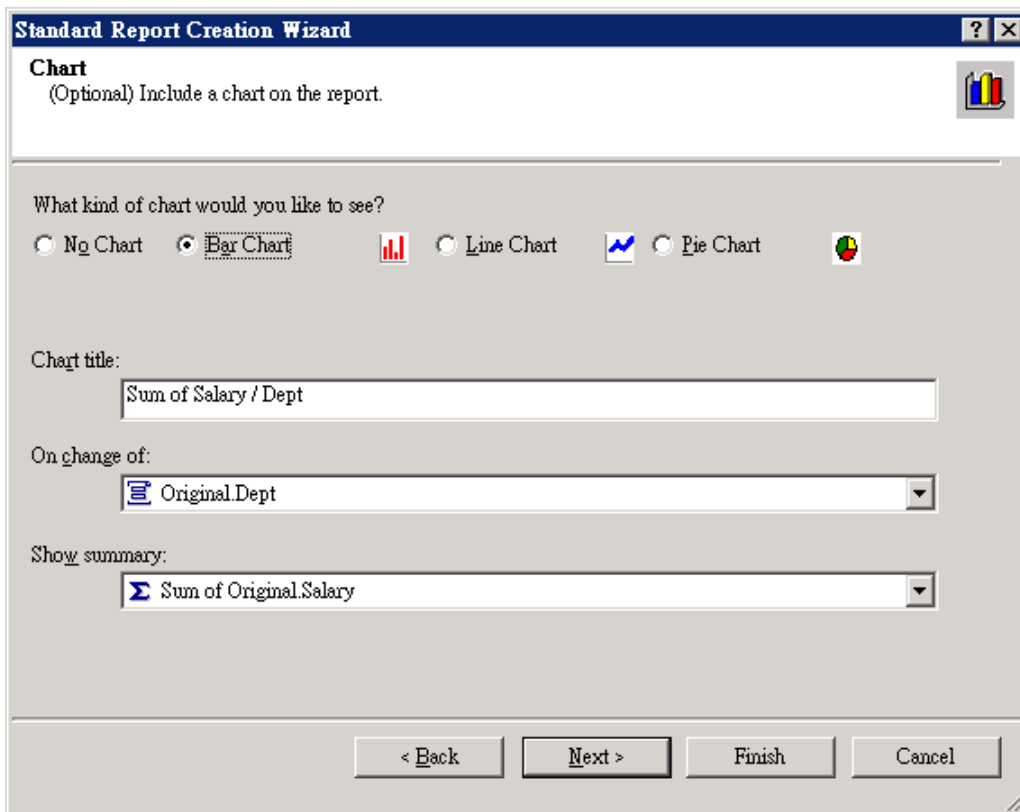 Standard Report Creation Wizard
Chart
(Optional) Include a chart on the report.
What kind of chart would you like to see?
No Chart Bar Chart Line Chart Pie Chart
Chart title:
Sum of Salary / Dept
On change of:
Original.Dept
Show summary:
Σ Sum of Original.Salary
< Back Next > Finish Cancel